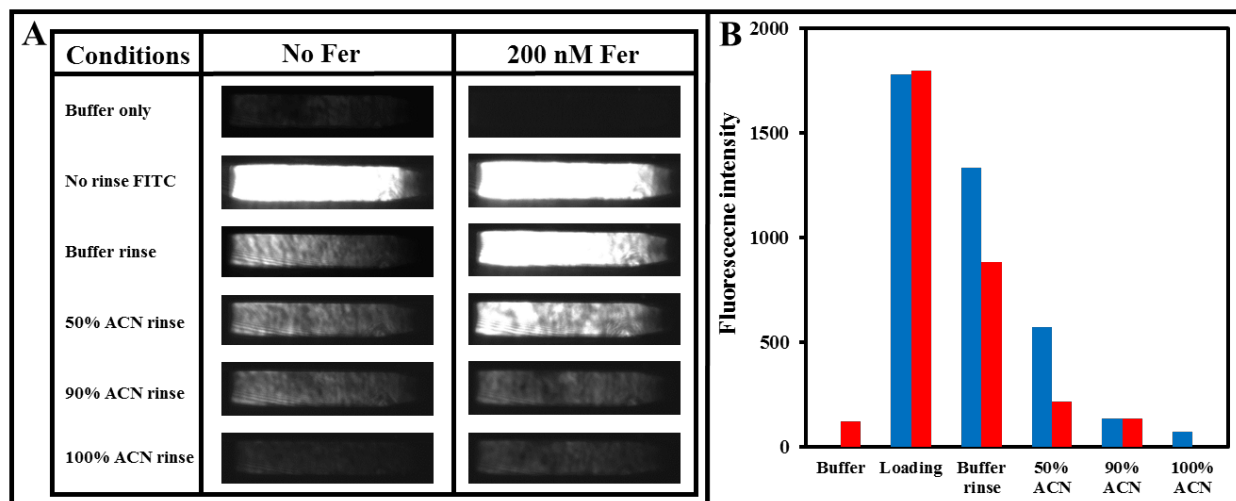 A
Conditions No Fer 200 nM Fer
Buffer only
No rinse FITC
Buffer rinse
50% ACN rinse
90% ACN rinse
100% ACN rinse
B
Fluorescecne intensity
2000
1500
1000
500
0
Buffer Loading Buffer rinse 50% ACN 90% ACN 100% ACN